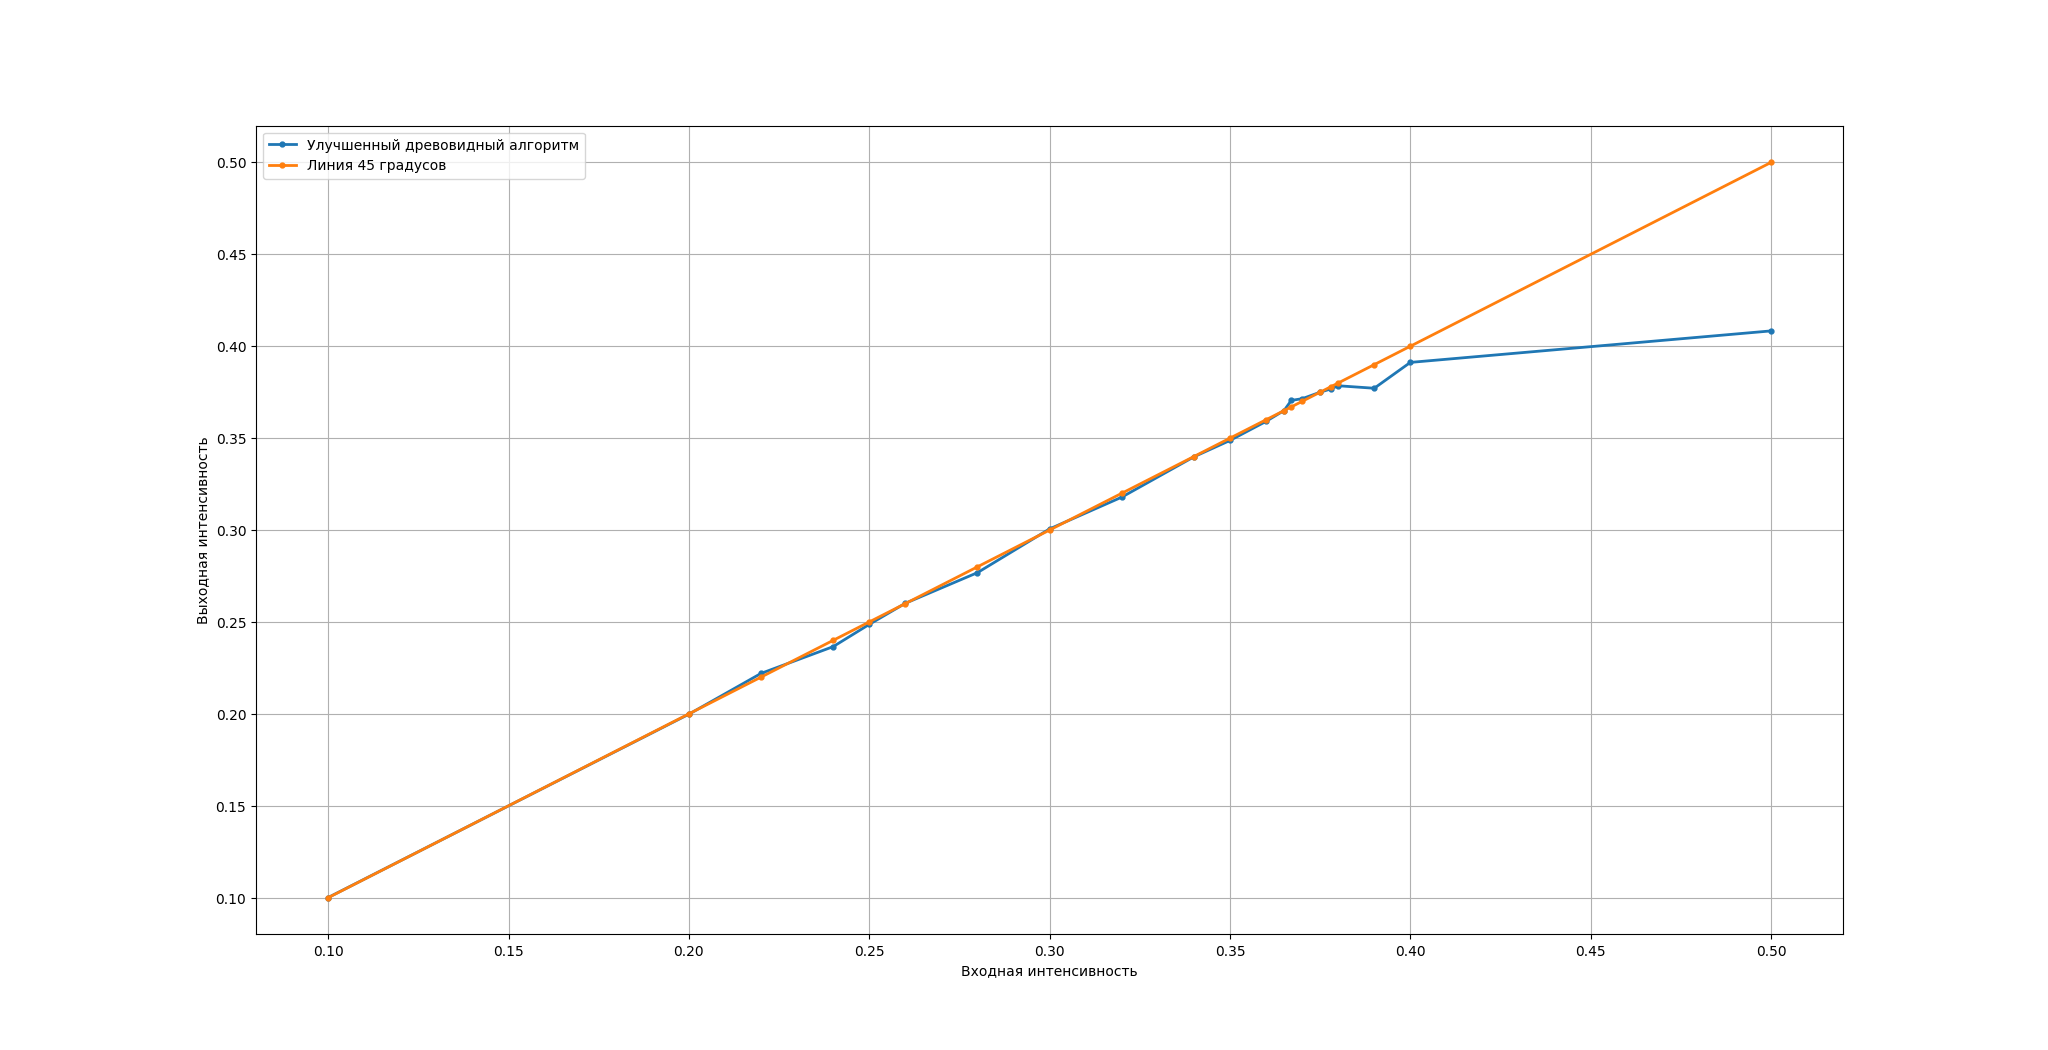 Улучшенный древовидный алгоритм
Линия 45 градусов
0.50
0.45
0.40
0.35
0.30
0.25
0.20
0.15
0.10
Выходная интенсивность
0.10 0.15 0.20 0.25 0.30 0.35 0.40 0.45 0.50
Входная интенсивность